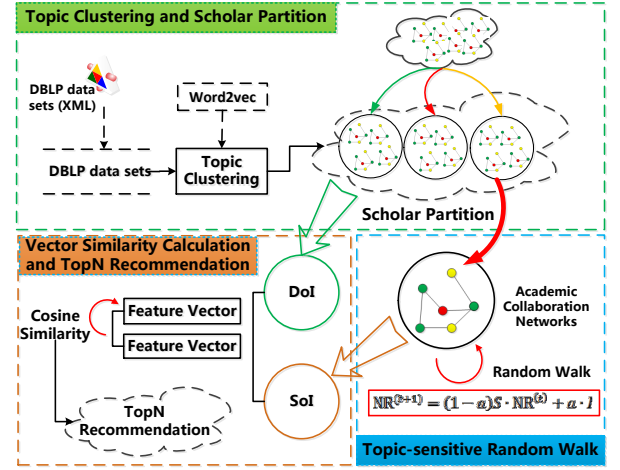 Topic Clustering and Scholar Partition
DBLP data
sets (XML)
Word2vec
DBLP data sets
Topic
Clustering
Scholar Partition
Vector Similarity Calculation
and TopN Recommendation
DoI
Cosine
Similarity
Feature Vector
Feature Vector
SoI
TopN
Recommendation
Academic
Collaboration
Networks
Random Walk
NR^(t+1) = (1−a)S · NR^(t) + a · l
Topic-sensitive Random Walk